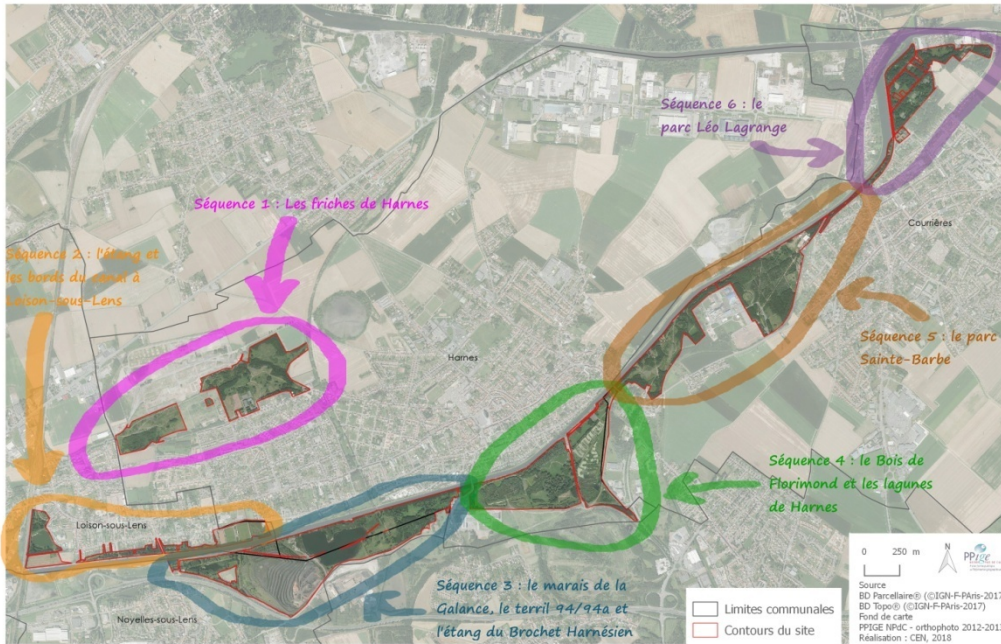 Séquence 6 : le
parc Léo Lagrange
Séquence 1 : Les friches de Harnes
Courrières
Séquence 2 : l'étang et
les bords du canal à
Loison-sous-Lens
Séquence 5 : le parc
Sainte-Barbe
Harnes
Séquence 4 : le Bois de
Florimond et les lagunes
de Harnes
Loison-sous-Lens
Séquence 3 : le marais de la
Galance, le terril 94/94a et
l'étang du Brochet Harnésien
Noyelles-sous-Lens
Limites communales
Contours du site
0 250 m
N
PPIge
Source
BD Parcellaire® (©IGN-F-PAris-2017)
BD Topo® (©IGN-F-PAris-2017)
Fond de carte
PPIGE NPdC - orthophoto 2012-2013
Réalisation : CEN, 2018